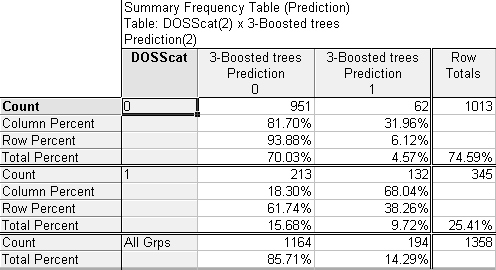 Summary Frequency Table (Prediction)
Table: DOSScat(2) x 3-Boosted trees
Prediction(2)
DOSScat 3-Boosted trees 3-Boosted trees Row
Prediction Prediction Totals
0 1
Count 0 951 62 1013
Column Percent 81.70% 31.96%
Row Percent 93.88% 6.12%
Total Percent 70.03% 4.57% 74.59%
Count 1 213 132 345
Column Percent 18.30% 68.04%
Row Percent 61.74% 38.26%
Total Percent 15.68% 9.72% 25.41%
Count All Grps 1164 194 1358
Total Percent 85.71% 14.29%